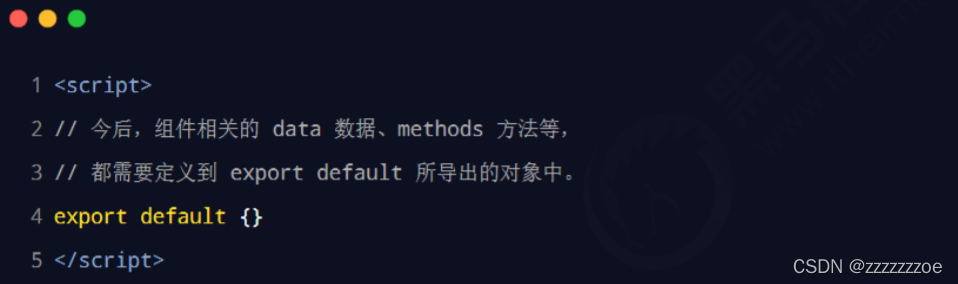 1 <script>
2 // 今后，组件相关的 data 数据、methods 方法等，
3 // 都需要定义到 export default 所导出的对象中。
4 export default {}
5 </script>
CSDN @zzzzzzzoe